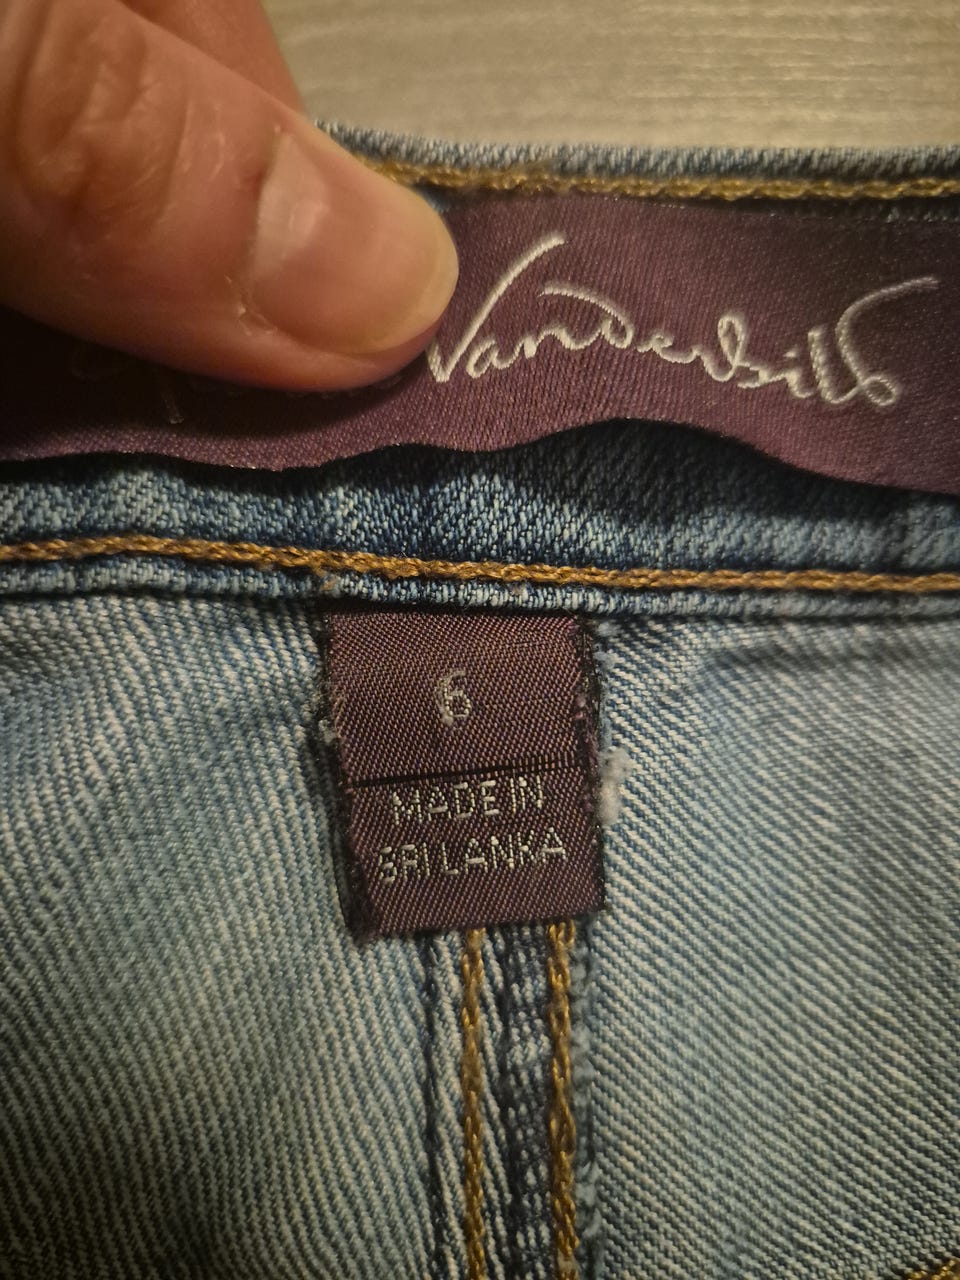 Vanderbilt
6
MADE IN
SRI LANKA